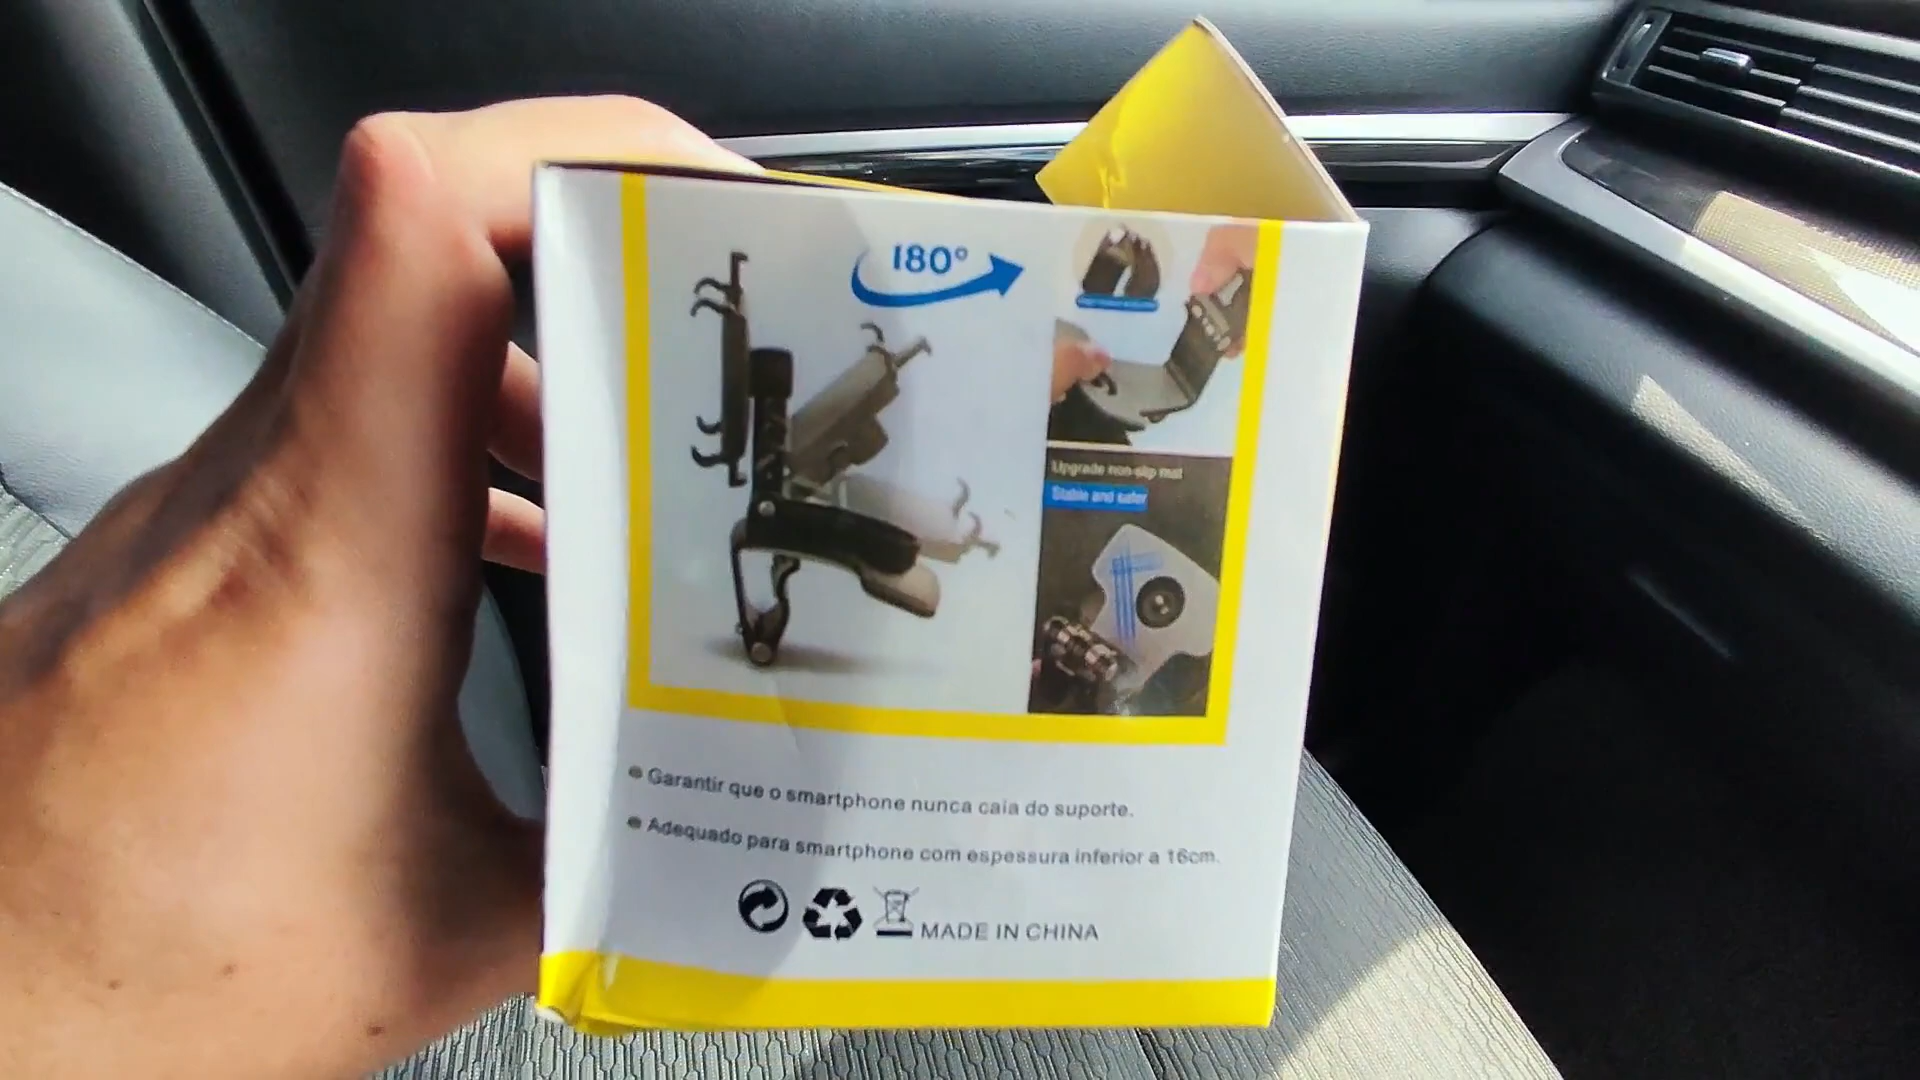 180°
Upgrade non-slip mat
Stable and safer
Garantir que o smartphone nunca caia do suporte.
Adequado para smartphone com espessura inferior a 16cm.
MADE IN CHINA